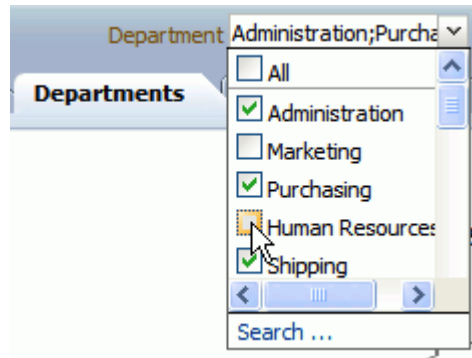 Department Administration;Purcha
All
Departments
Administration
Marketing
Purchasing
Human Resources
Shipping
Search ...